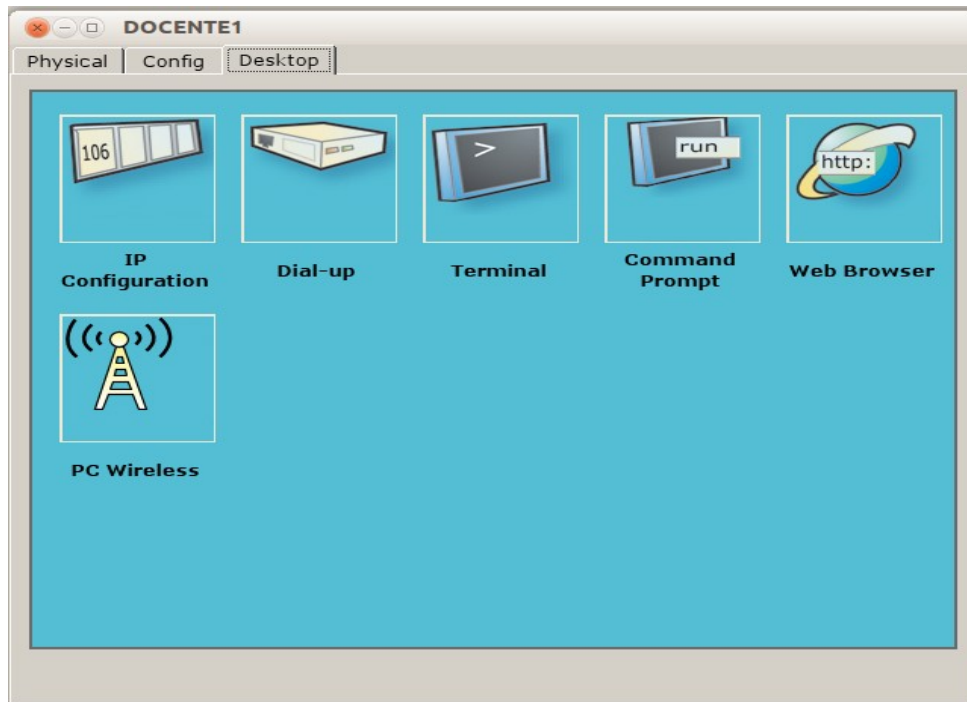 DOCENTE1
Physical Config Desktop
106
>
run
http:
IP
Configuration
Dial-up
Terminal
Command
Prompt
Web Browser
PC Wireless